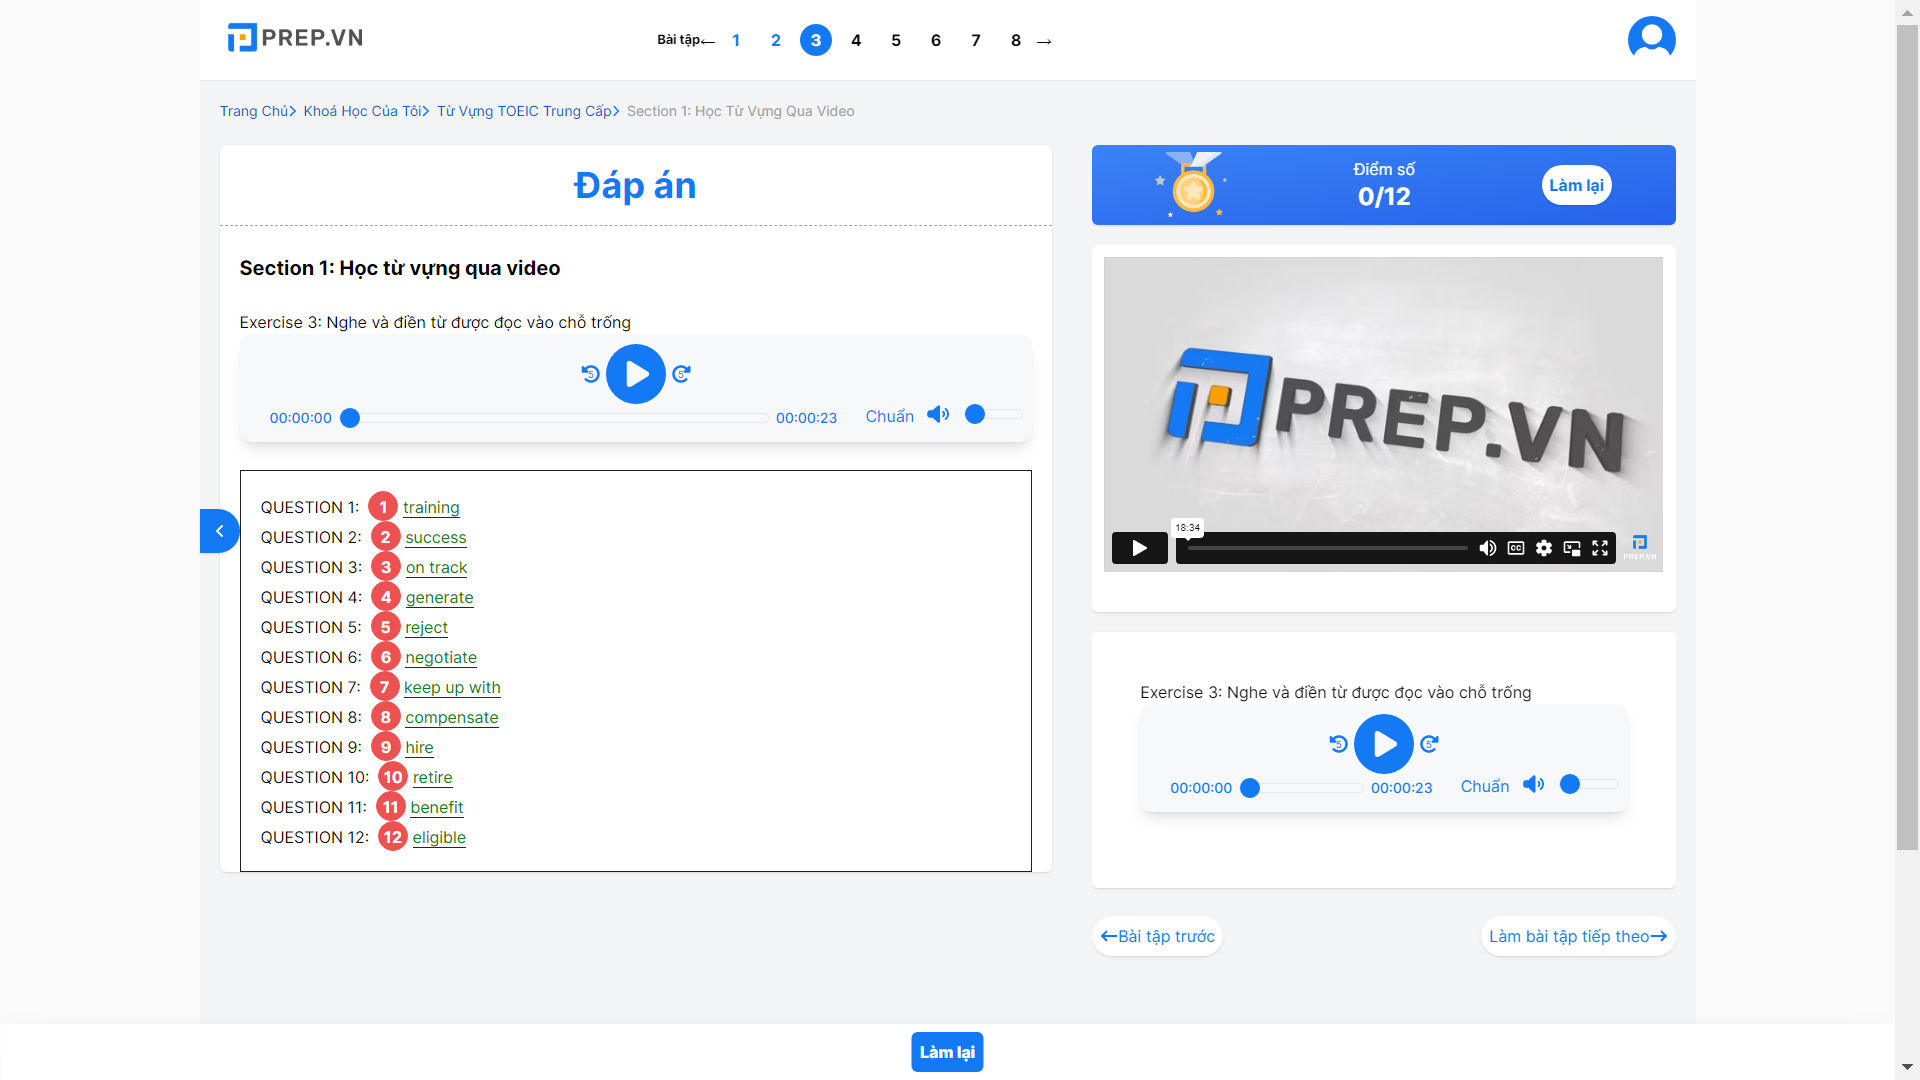 PREP.VN
Bài tập ← 1 2 3 4 5 6 7 8 →
Trang Chủ > Khoá Học Của Tôi > Từ Vựng TOEIC Trung Cấp > Section 1: Học Từ Vựng Qua Video
Đáp án
Section 1: Học từ vựng qua video
Exercise 3: Nghe và điền từ được đọc vào chỗ trống
5 5
00:00:00 00:00:23 Chuẩn
QUESTION 1: 1 training
QUESTION 2: 2 success
QUESTION 3: 3 on track
QUESTION 4: 4 generate
QUESTION 5: 5 reject
QUESTION 6: 6 negotiate
QUESTION 7: 7 keep up with
QUESTION 8: 8 compensate
QUESTION 9: 9 hire
QUESTION 10: 10 retire
QUESTION 11: 11 benefit
QUESTION 12: 12 eligible
Điểm số
0/12
Làm lại
PREP.VN
18:34
CC
PREP.VN
Exercise 3: Nghe và điền từ được đọc vào chỗ trống
5 5
00:00:00 00:00:23 Chuẩn
←Bài tập trước
Làm bài tập tiếp theo→
Làm lại